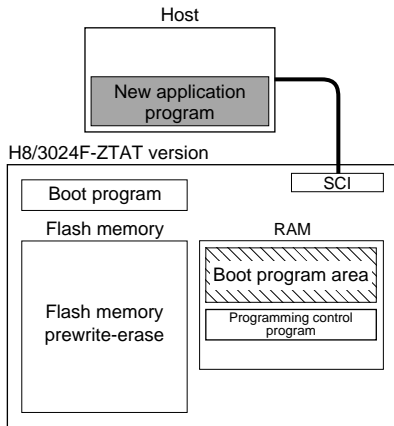 Host
New application
program
H8/3024F-ZTAT version
SCI
Boot program
Flash memory
RAM
Boot program area
Flash memory
prewrite-erase
Programming control
program